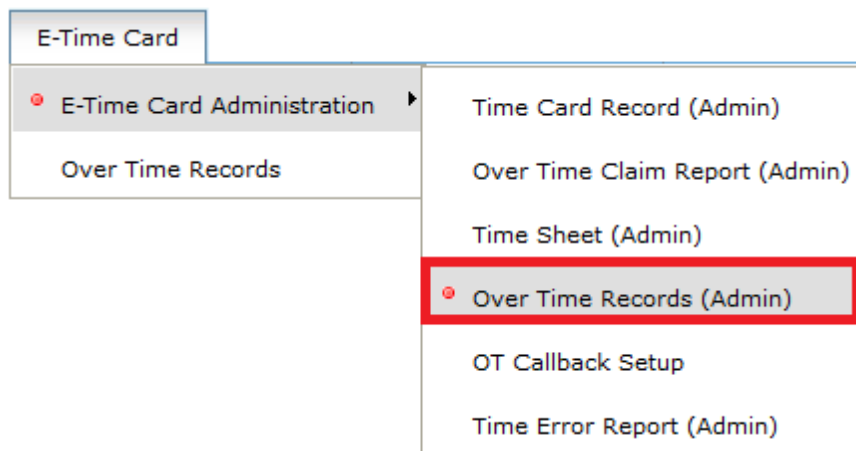 E-Time Card
E-Time Card Administration
Over Time Records
Time Card Record (Admin)
Over Time Claim Report (Admin)
Time Sheet (Admin)
Over Time Records (Admin)
OT Callback Setup
Time Error Report (Admin)